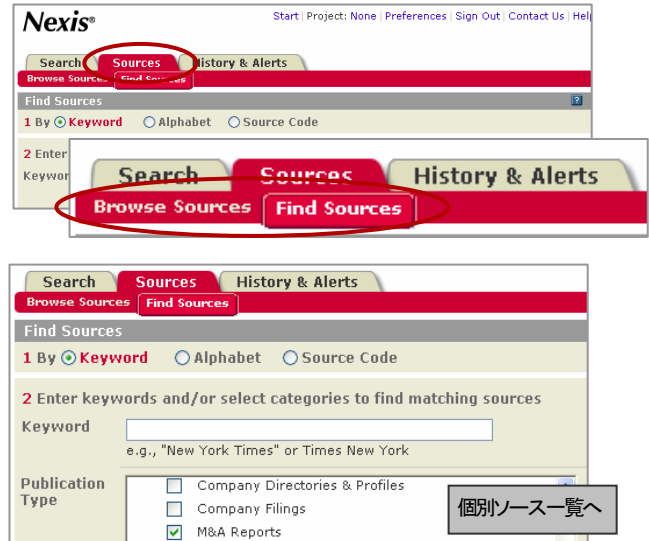 Nexis®
Start | Project: None | Preferences | Sign Out | Contact Us | Help
Search Sources History & Alerts
Browse Sources Find Sources
Find Sources ?
1 By Keyword Alphabet Source Code
2 Enter
Keywor
Search Sources History & Alerts
Browse Sources Find Sources
Search Sources History & Alerts
Browse Sources Find Sources
Find Sources
1 By Keyword Alphabet Source Code
2 Enter keywords and/or select categories to find matching sources
Keyword
e.g., "New York Times" or Times New York
Publication Type
Company Directories & Profiles
Company Filings
M&A Reports
個別ソース一覧へ